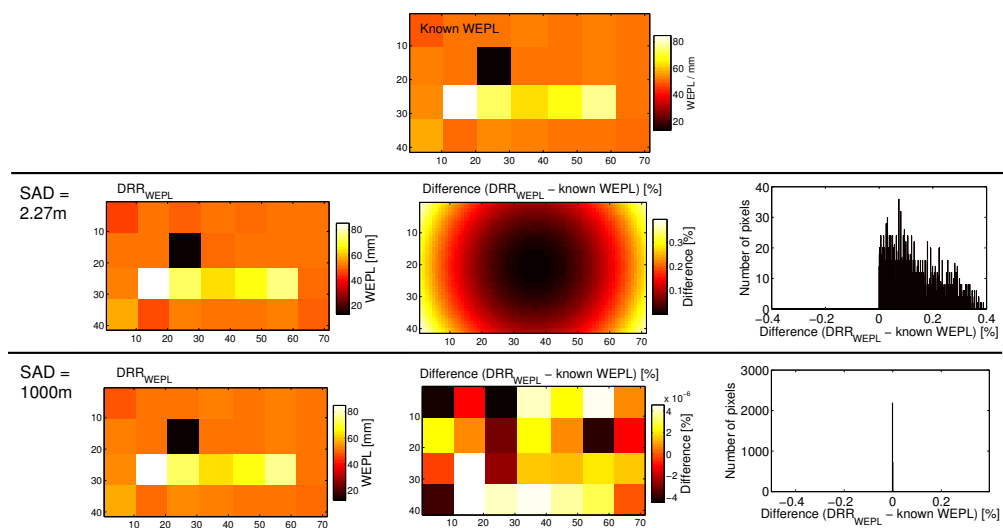 Known WEPL
10
20
30
40
10 20 30 40 50 60 70
80
60
40
20
WEPL / mm
SAD =
2.27m
DRR_WEPL
10
20
30
40
10 20 30 40 50 60 70
80
60
40
20
WEPL [mm]
Difference (DRR_WEPL − known WEPL) [%]
10
20
30
40
10 20 30 40 50 60 70
0.3
0.2
0.1
Difference [%]
Number of pixels
40
30
20
10
0
−0.4 −0.2 0 0.2 0.4
Difference (DRR_WEPL − known WEPL) [%]
SAD =
1000m
DRR_WEPL
10
20
30
40
10 20 30 40 50 60 70
80
60
40
20
WEPL [mm]
Difference (DRR_WEPL − known WEPL) [%]
10
20
30
40
10 20 30 40 50 60 70
x 10⁻⁶
4
2
0
−2
−4
Difference [%]
Number of pixels
3000
2000
1000
0
−0.4 −0.2 0 0.2
Difference (DRR_WEPL − known WEPL) [%]